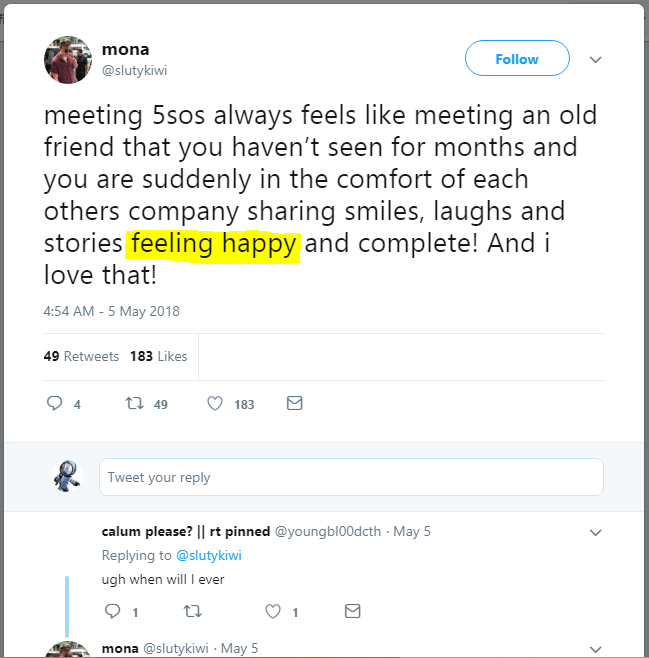 mona
@slutykiwi
Follow
meeting 5sos always feels like meeting an old
friend that you haven't seen for months and
you are suddenly in the comfort of each
others company sharing smiles, laughs and
stories feeling happy and complete! And i
love that!
4:54 AM - 5 May 2018
49 Retweets 183 Likes
4 49 183
Tweet your reply
calum please? || rt pinned @youngbl00dcth · May 5
Replying to @slutykiwi
ugh when will I ever
1 1
mona @slutykiwi · May 5